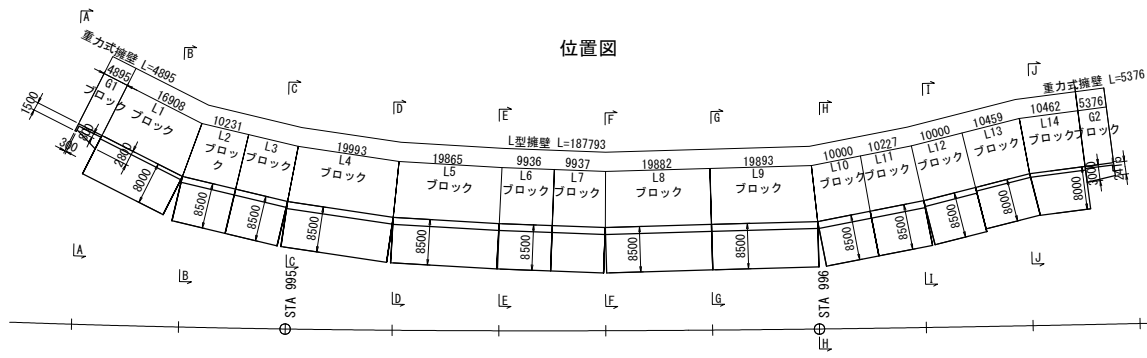 位置図
A
B
C
D
E
F
G
H
I
J
重力式擁壁 L=4895
L型擁壁 L=187793
重力式擁壁 L=5376
4895
16908
10231
19993
19865
9936
9937
19882
19893
10000
10227
10000
10459
10462
5376
G1
ブロック
L1
ブロック
L2
ブロック
L3
ブロック
L4
ブロック
L5
ブロック
L6
ブロック
L7
ブロック
L8
ブロック
L9
ブロック
L10
ブロック
L11
ブロック
L12
ブロック
L13
ブロック
L14
ブロック
G2
ブロック
1500
300
2800
8000
8500
8500
8500
8500
8500
8500
8500
8500
8500
8500
8000
8000
3000
A
B
C
D
E
F
G
H
I
J
STA 995
STA 996